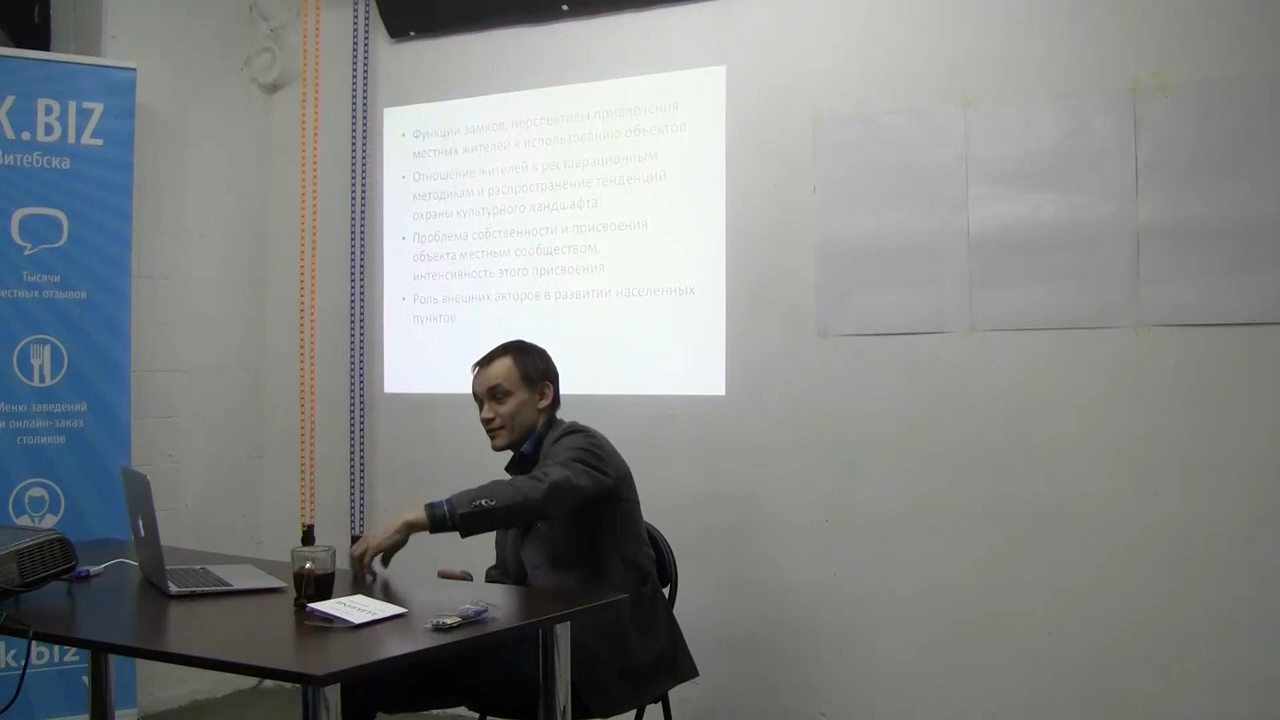 K.BIZ
Витебска
Тысячи
местных отзывов
Меню заведений
и онлайн-заказ
столиков
k.biz
• Функции замков, перспективы привлечения
местных жителей к использованию объектов
• Отношение жителей к реставрационным
методикам и распространение тенденций
охраны культурного ландшафта
• Проблема собственности и присвоения
объекта местным сообществом,
интенсивность этого присвоения
• Роль внешних акторов в развитии населенных
пунктов